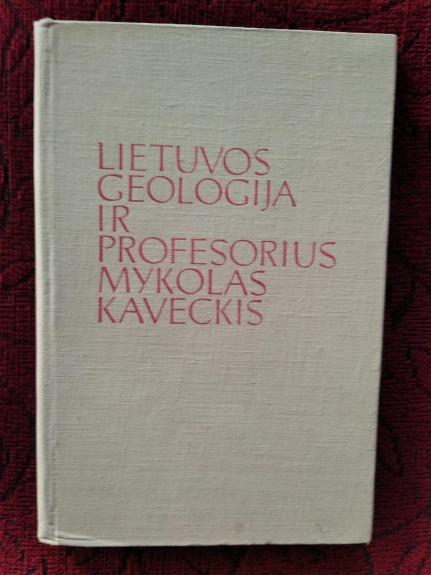 LIETUVOS
GEOLOGIJA
IR
PROFESORIUS
MYKOLAS
KAVECKIS